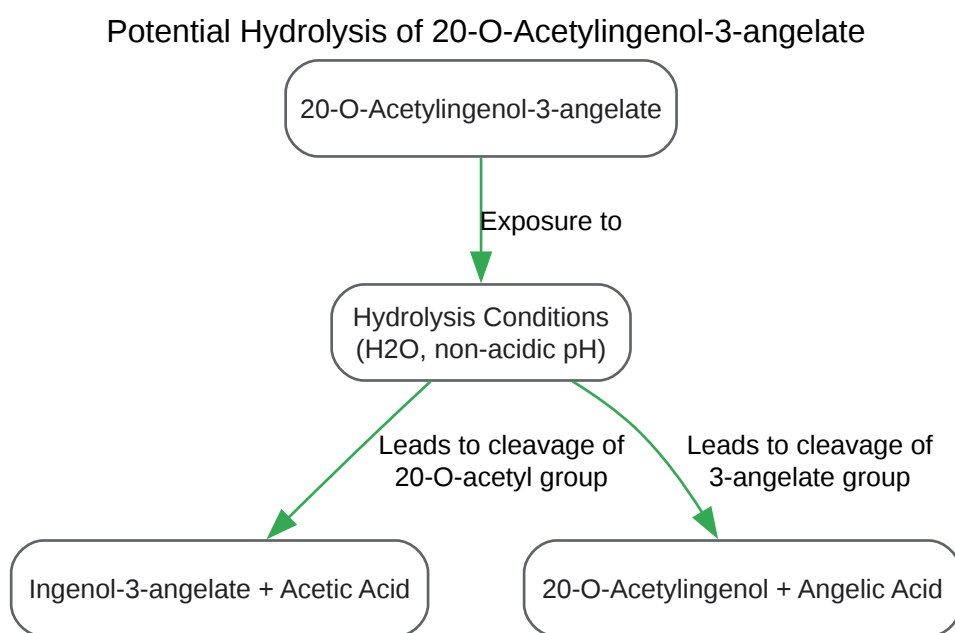 Potential Hydrolysis of 20-O-Acetylingenol-3-angelate
20-O-Acetylingenol-3-angelate
Exposure to
Hydrolysis Conditions
(H2O, non-acidic pH)
Leads to cleavage of
20-O-acetyl group
Leads to cleavage of
3-angelate group
Ingenol-3-angelate + Acetic Acid
20-O-Acetylingenol + Angelic Acid